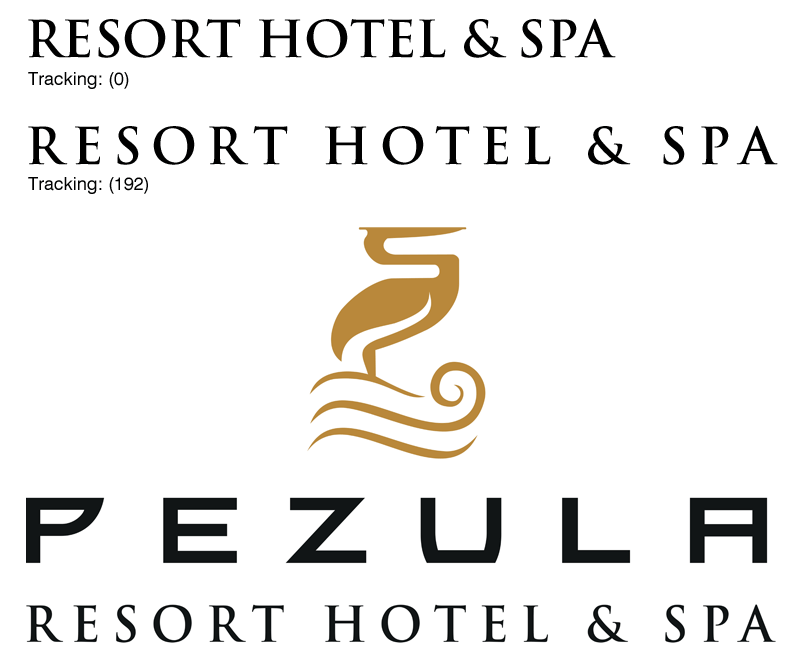 RESORT HOTEL & SPA
Tracking: (0)
RESORT HOTEL & SPA
Tracking: (192)
PEZULA
RESORT HOTEL & SPA